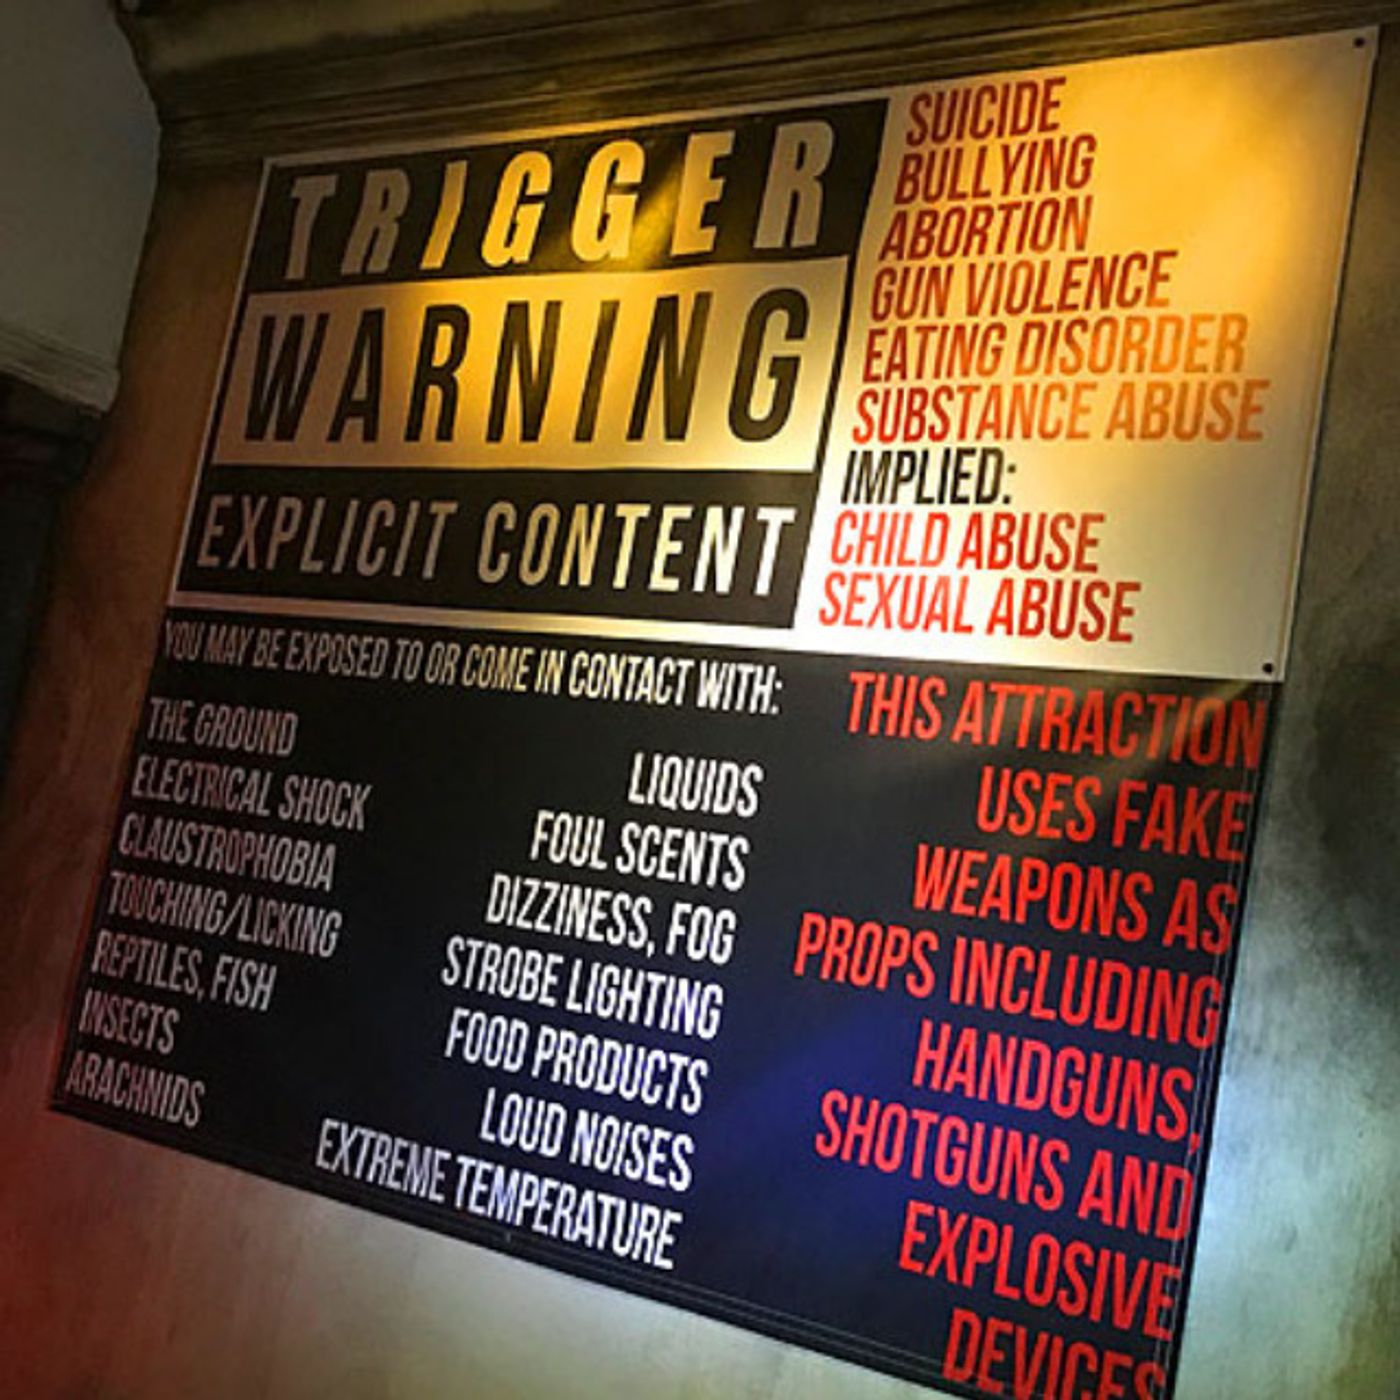 TRIGGER
WARNING
EXPLICIT CONTENT
SUICIDE
BULLYING
ABORTION
GUN VIOLENCE
EATING DISORDER
SUBSTANCE ABUSE
IMPLIED:
CHILD ABUSE
SEXUAL ABUSE
YOU MAY BE EXPOSED TO OR COME IN CONTACT WITH:
THE GROUND
ELECTRICAL SHOCK
CLAUSTROPHOBIA
TOUCHING/LICKING
REPTILES, FISH
INSECTS
ARACHNIDS
LIQUIDS
FOUL SCENTS
DIZZINESS, FOG
STROBE LIGHTING
FOOD PRODUCTS
LOUD NOISES
EXTREME TEMPERATURE
THIS ATTRACTION
USES FAKE
WEAPONS AS
PROPS INCLUDING
HANDGUNS,
SHOTGUNS AND
EXPLOSIVE
DEVICES